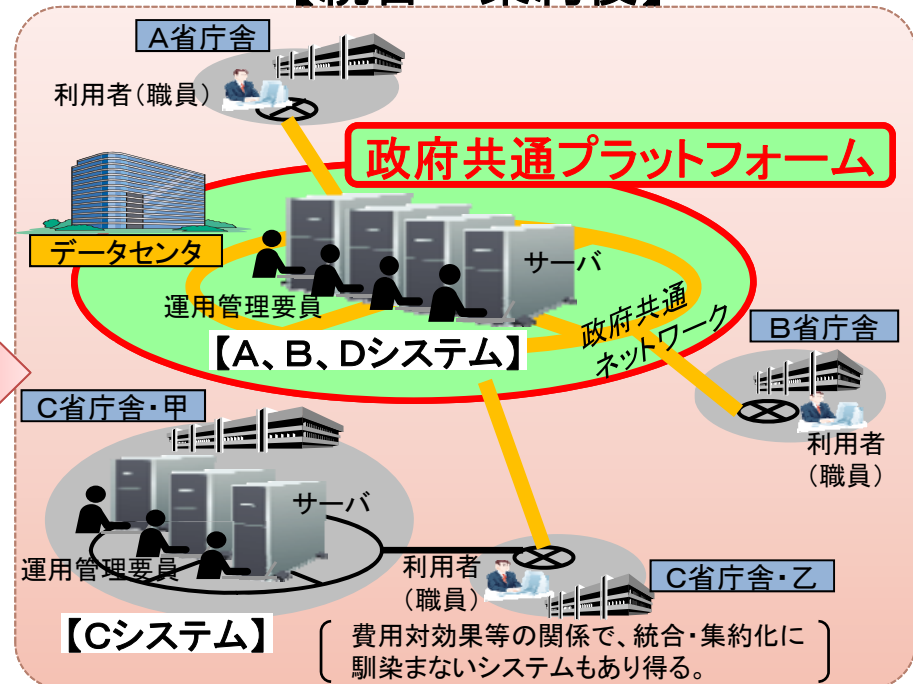 【統合・集約後】
A省庁舎
利用者(職員)
政府共通プラットフォーム
データセンタ
サーバ
運用管理要員
政府共通
ネットワーク
【A、B、Dシステム】
B省庁舎
利用者
(職員)
C省庁舎・甲
サーバ
運用管理要員
【Cシステム】
利用者
(職員)
C省庁舎・乙
費用対効果等の関係で、統合・集約化に
馴染まないシステムもあり得る。